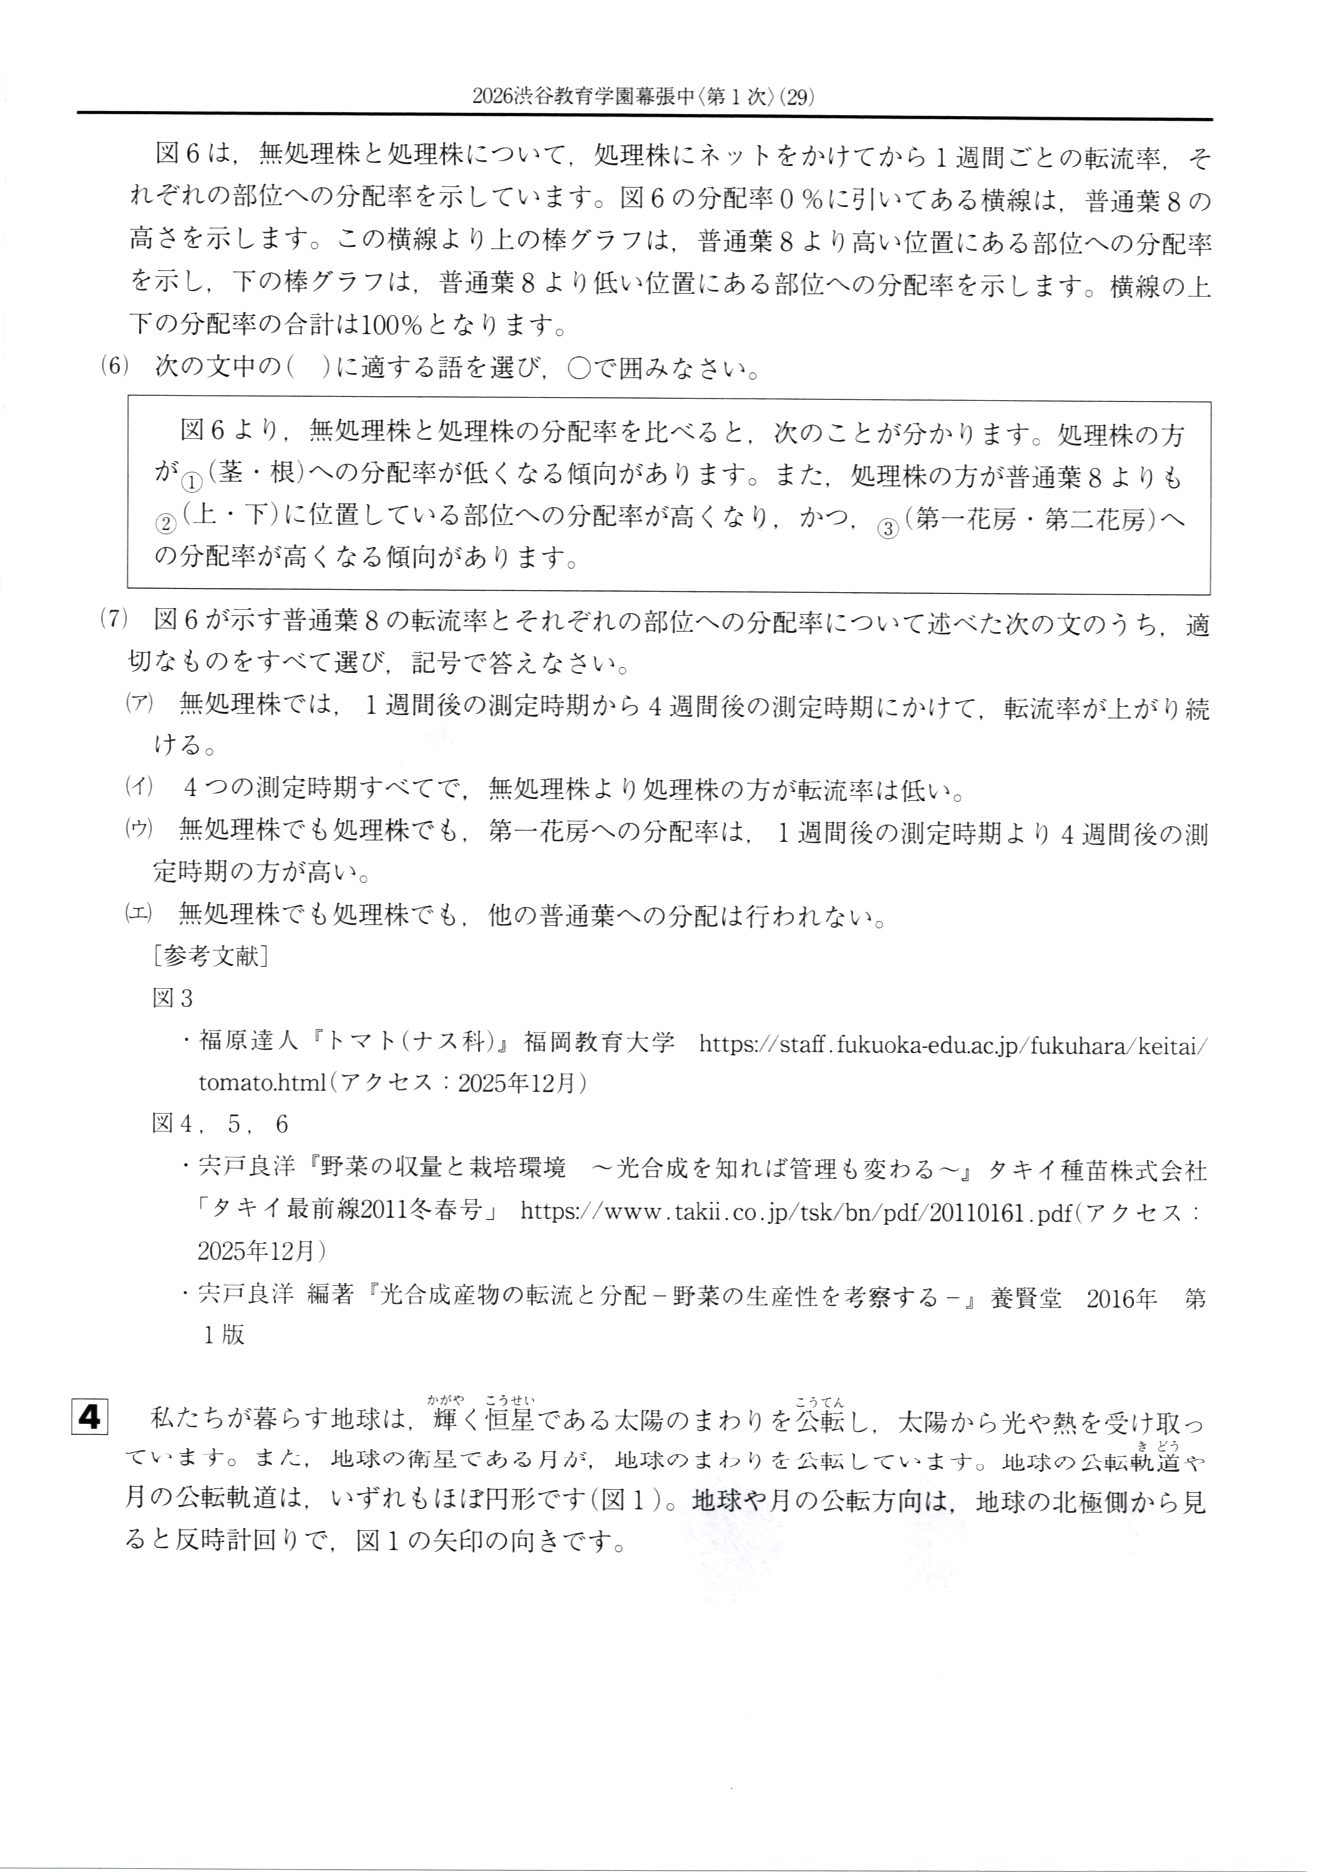 2026渋谷教育学園幕張中〈第1次〉(29)
図6は，無処理株と処理株について，処理株にネットをかけてから1週間ごとの転流率，そ
れぞれの部位への分配率を示しています。図6の分配率0％に引いてある横線は，普通葉8の
高さを示します。この横線より上の棒グラフは，普通葉8より高い位置にある部位への分配率
を示し，下の棒グラフは，普通葉8より低い位置にある部位への分配率を示します。横線の上
下の分配率の合計は100％となります。
(6) 次の文中の(　)に適する語を選び，○で囲みなさい。
図6より，無処理株と処理株の分配率を比べると，次のことが分かります。処理株の方
が①(茎・根)への分配率が低くなる傾向があります。また，処理株の方が普通葉8よりも
②(上・下)に位置している部位への分配率が高くなり，かつ，③(第一花房・第二花房)へ
の分配率が高くなる傾向があります。
(7) 図6が示す普通葉8の転流率とそれぞれの部位への分配率について述べた次の文のうち，適
切なものをすべて選び，記号で答えなさい。
(ア) 無処理株では，1週間後の測定時期から4週間後の測定時期にかけて，転流率が上がり続
ける。
(イ) 4つの測定時期すべてで，無処理株より処理株の方が転流率は低い。
(ウ) 無処理株でも処理株でも，第一花房への分配率は，1週間後の測定時期より4週間後の測
定時期の方が高い。
(エ) 無処理株でも処理株でも，他の普通葉への分配は行われない。
［参考文献］
図3
・福原達人『トマト(ナス科)』福岡教育大学　https://staff.fukuoka-edu.ac.jp/fukuhara/keitai/
tomato.html(アクセス：2025年12月)
図4，5，6
・宍戸良洋『野菜の収量と栽培環境　～光合成を知れば管理も変わる～』タキイ種苗株式会社
「タキイ最前線2011冬春号」　https://www.takii.co.jp/tsk/bn/pdf/20110161.pdf(アクセス：
2025年12月)
・宍戸良洋 編著『光合成産物の転流と分配－野菜の生産性を考察する－』養賢堂　2016年　第
1版
かがや こうせい こうてん
4 私たちが暮らす地球は，輝く恒星である太陽のまわりを公転し，太陽から光や熱を受け取っ
きどう
ています。また，地球の衛星である月が，地球のまわりを公転しています。地球の公転軌道や
月の公転軌道は，いずれもほぼ円形です(図1)。地球や月の公転方向は，地球の北極側から見
ると反時計回りで，図1の矢印の向きです。